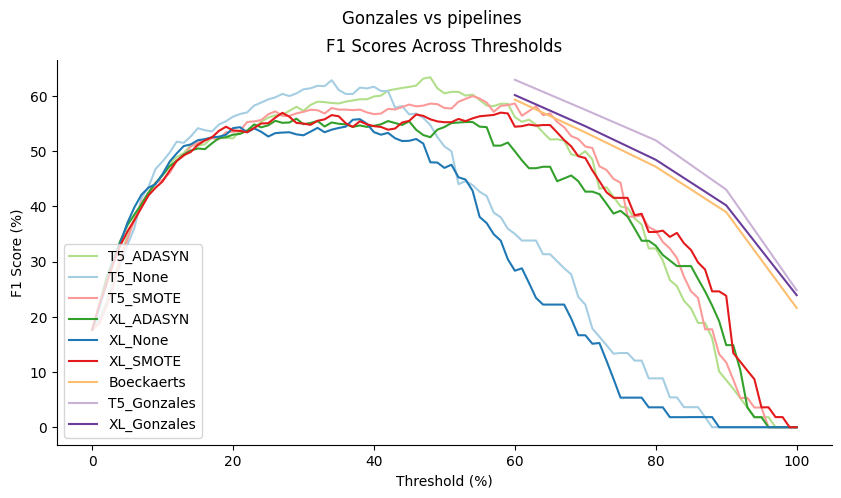 Gonzales vs pipelines
F1 Scores Across Thresholds
F1 Score (%)
60
50
40
30
20
10
0
T5_ADASYN
T5_None
T5_SMOTE
XL_ADASYN
XL_None
XL_SMOTE
Boeckaerts
T5_Gonzales
XL_Gonzales
0 20 40 60 80 100
Threshold (%)